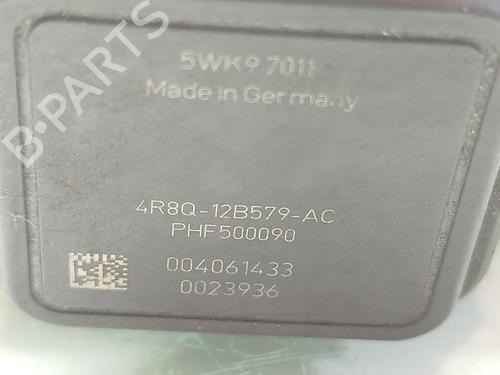 B-PARTS
5WK9 7011
Made in Germany
4R8Q-12B579-AC
PHF500090
004061433
0023936